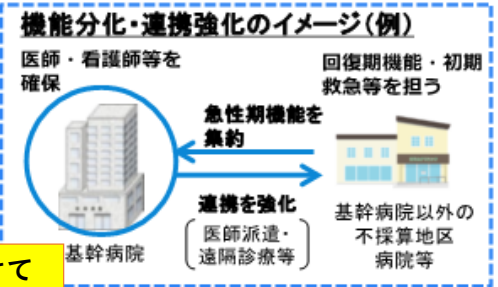 機能分化・連携強化のイメージ(例)
医師・看護師等を
確保
回復期機能・初期
救急等を担う
急性期機能を
集約
連携を強化
医師派遣・
遠隔診療等
基幹病院
基幹病院以外の
不採算地区
病院等
て